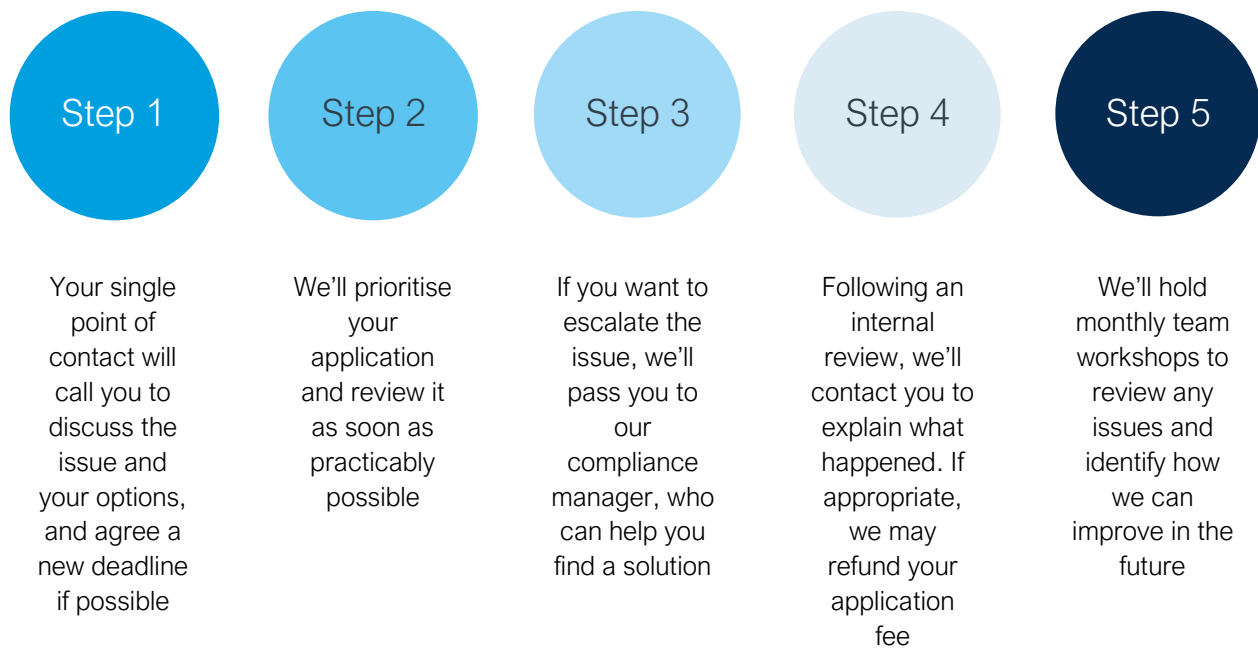 Step 1
Your single
point of
contact will
call you to
discuss the
issue and
your options,
and agree a
new deadline
if possible
Step 2
We’ll prioritise
your
application
and review it
as soon as
practicably
possible
Step 3
If you want to
escalate the
issue, we’ll
pass you to
our
compliance
manager, who
can help you
find a solution
Step 4
Following an
internal
review, we’ll
contact you to
explain what
happened. If
appropriate,
we may
refund your
application
fee
Step 5
We’ll hold
monthly team
workshops to
review any
issues and
identify how
we can
improve in the
future